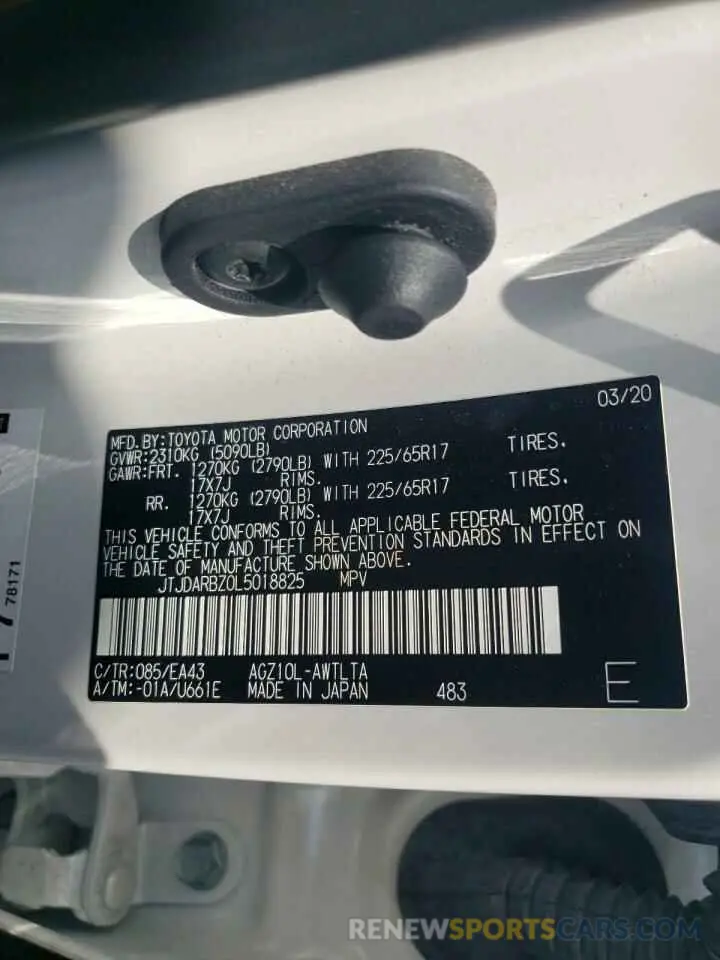 03/20
MFD.BY:TOYOTA MOTOR CORPORATION
GVWR:2310KG (5090LB)
GAWR:FRT. 1270KG (2790LB) WITH 225/65R17 TIRES.
17X7J RIMS.
RR. 1270KG (2790LB) WITH 225/65R17 TIRES.
17X7J RIMS.
THIS VEHICLE CONFORMS TO ALL APPLICABLE FEDERAL MOTOR
VEHICLE SAFETY AND THEFT PREVENTION STANDARDS IN EFFECT ON
THE DATE OF MANUFACTURE SHOWN ABOVE.
JTJDARBZ0L5018825 MPV
C/TR:085/EA43 AGZ10L-AWTLTA
A/TM:-01A/U661E MADE IN JAPAN 483 E
78171
RENEWSPORTSCARS.COM